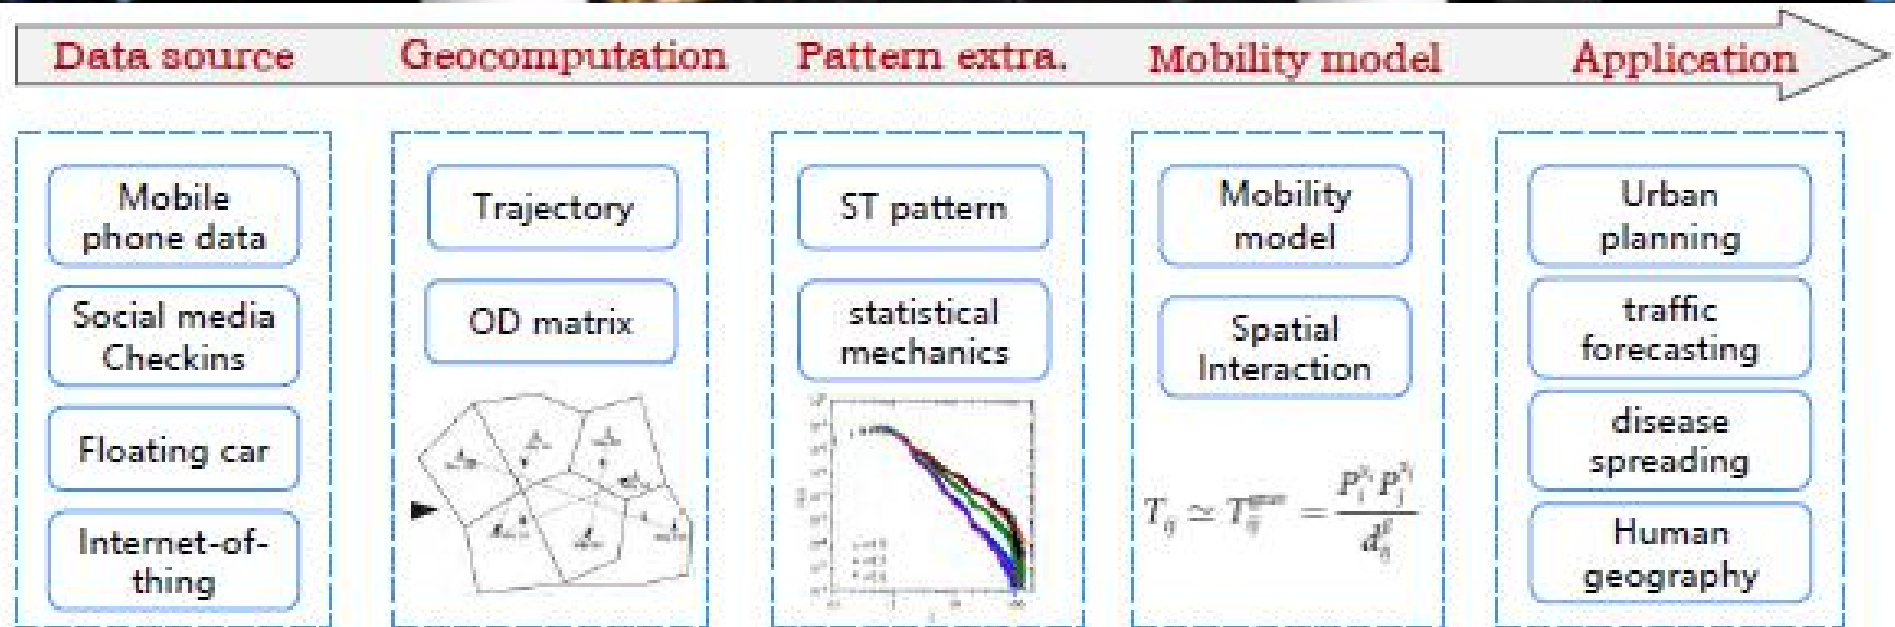 Data source Geocomputation Pattern extra. Mobility model Application
Mobile
phone data
Social media
Checkins
Floating car
Internet-of-
thing
Trajectory
OD matrix
ST pattern
statistical
mechanics
Mobility
model
Spatial
Interaction
Urban
planning
traffic
forecasting
disease
spreading
Human
geography